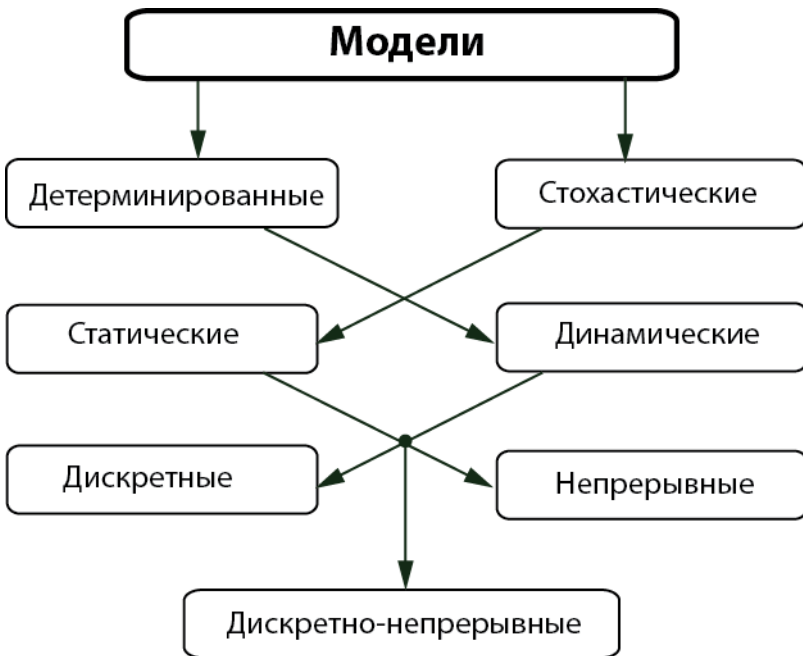 Модели
Детерминированные
Стохастические
Статические
Динамические
Дискретные
Непрерывные
Дискретно-непрерывные